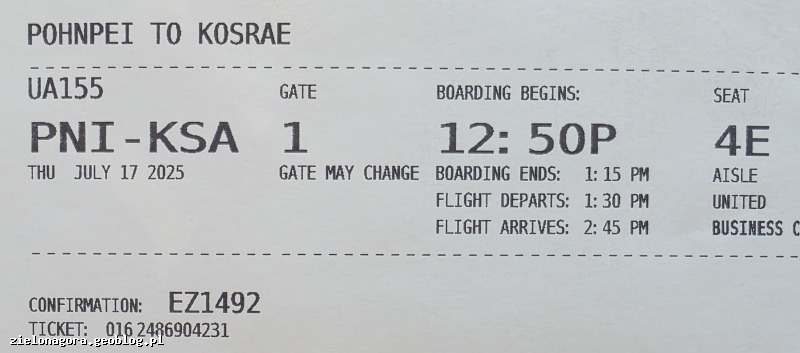 POHNPEI TO KOSRAE
UA155 GATE BOARDING BEGINS: SEAT
PNI-KSA 1 12:50P 4E
THU JULY 17 2025 GATE MAY CHANGE BOARDING ENDS: 1:15 PM AISLE
FLIGHT DEPARTS: 1:30 PM UNITED
FLIGHT ARRIVES: 2:45 PM BUSINESS C
CONFIRMATION: EZ1492
TICKET: 016 2486904231
zielonagora.geoblog.pl